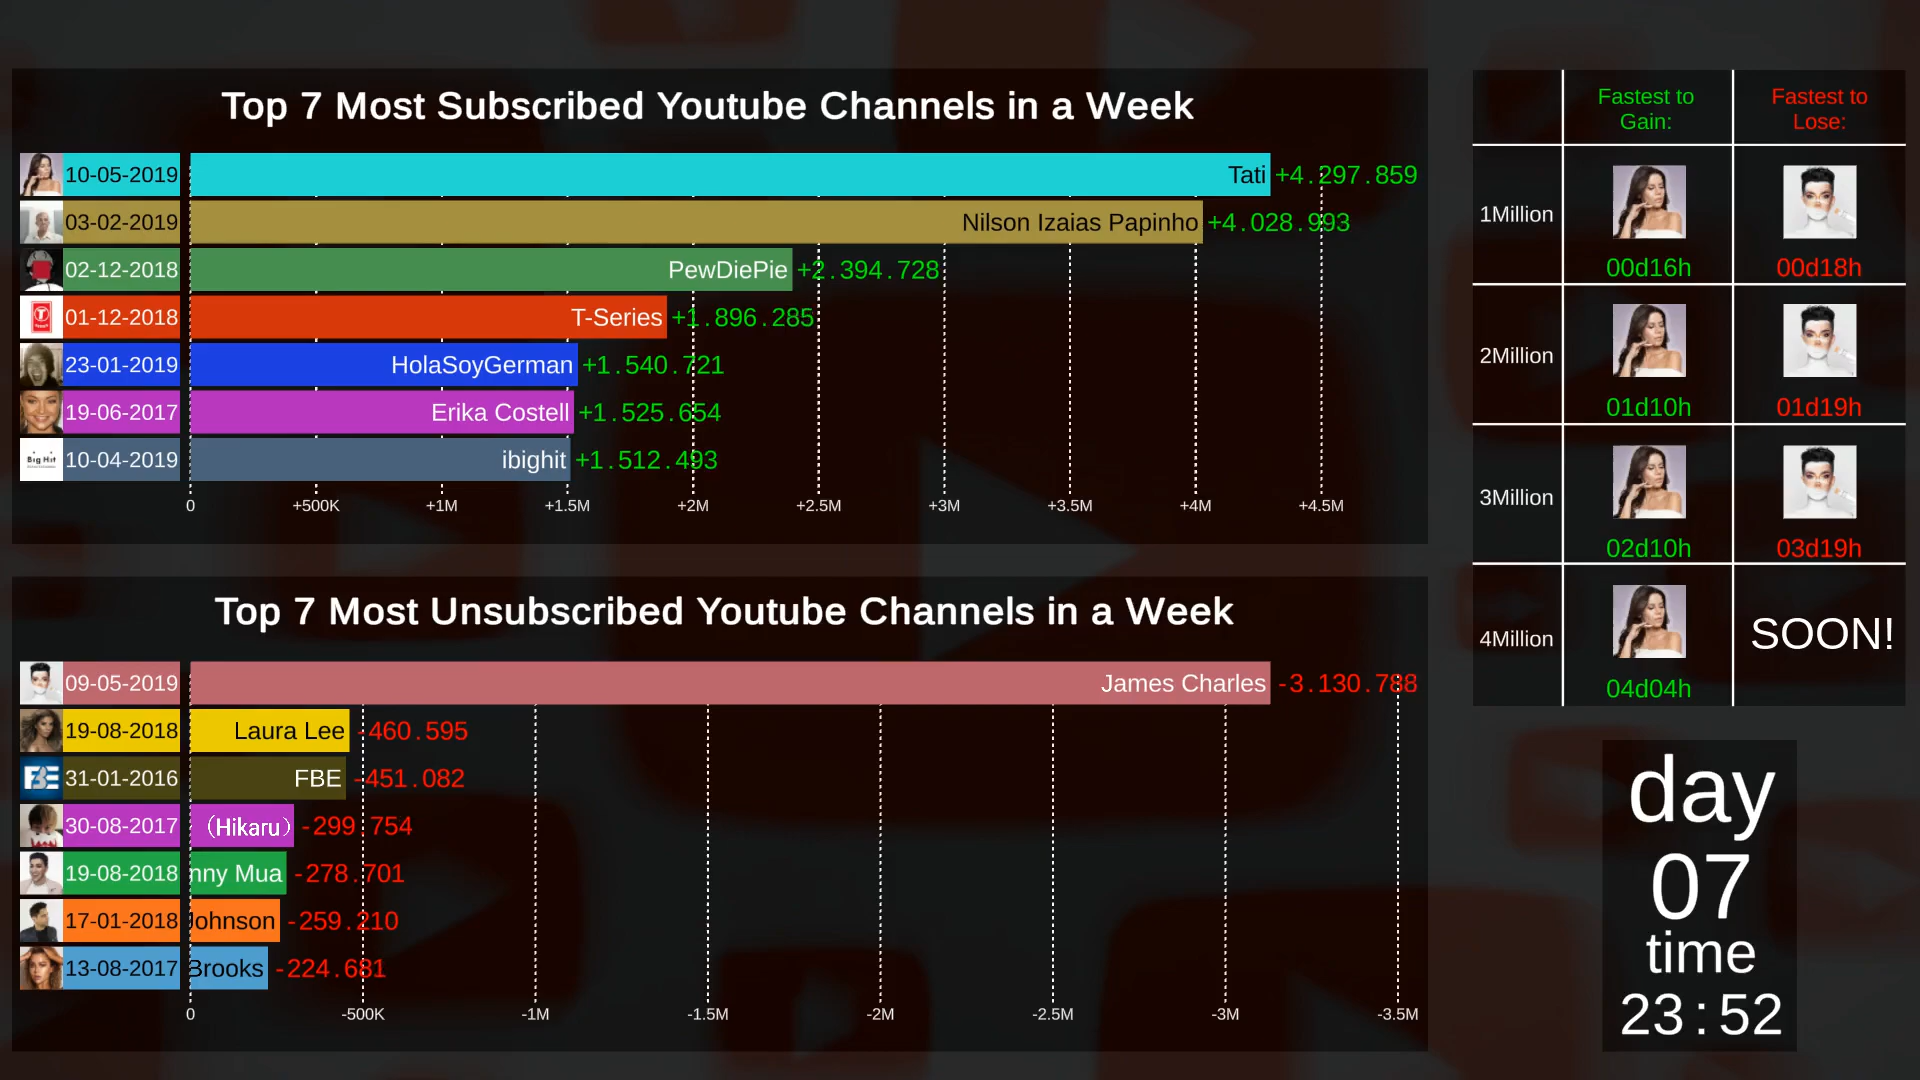 Top 7 Most Subscribed Youtube Channels in a Week
10-05-2019 Tati +4.297.859
03-02-2019 Nilson Izaias Papinho +4.028.993
02-12-2018 PewDiePie +2.394.728
01-12-2018 T-Series +1.896.285
23-01-2019 HolaSoyGerman +1.540.721
19-06-2017 Erika Costell +1.525.654
Big Hit 10-04-2019 ibighit +1.512.493
0 +500K +1M +1.5M +2M +2.5M +3M +3.5M +4M +4.5M
Top 7 Most Unsubscribed Youtube Channels in a Week
09-05-2019 James Charles -3.130.788
19-08-2018 Laura Lee -460.595
FBE 31-01-2016 FBE -451.082
30-08-2017 （Hikaru） -299.754
19-08-2018 nny Mua -278.701
17-01-2018 Johnson -259.210
13-08-2017 Brooks -224.681
0 -500K -1M -1.5M -2M -2.5M -3M -3.5M
Fastest to
Gain:
Fastest to
Lose:
1Million
00d16h 00d18h
2Million
01d10h 01d19h
3Million
02d10h 03d19h
4Million SOON!
04d04h
day
07
time
23:52